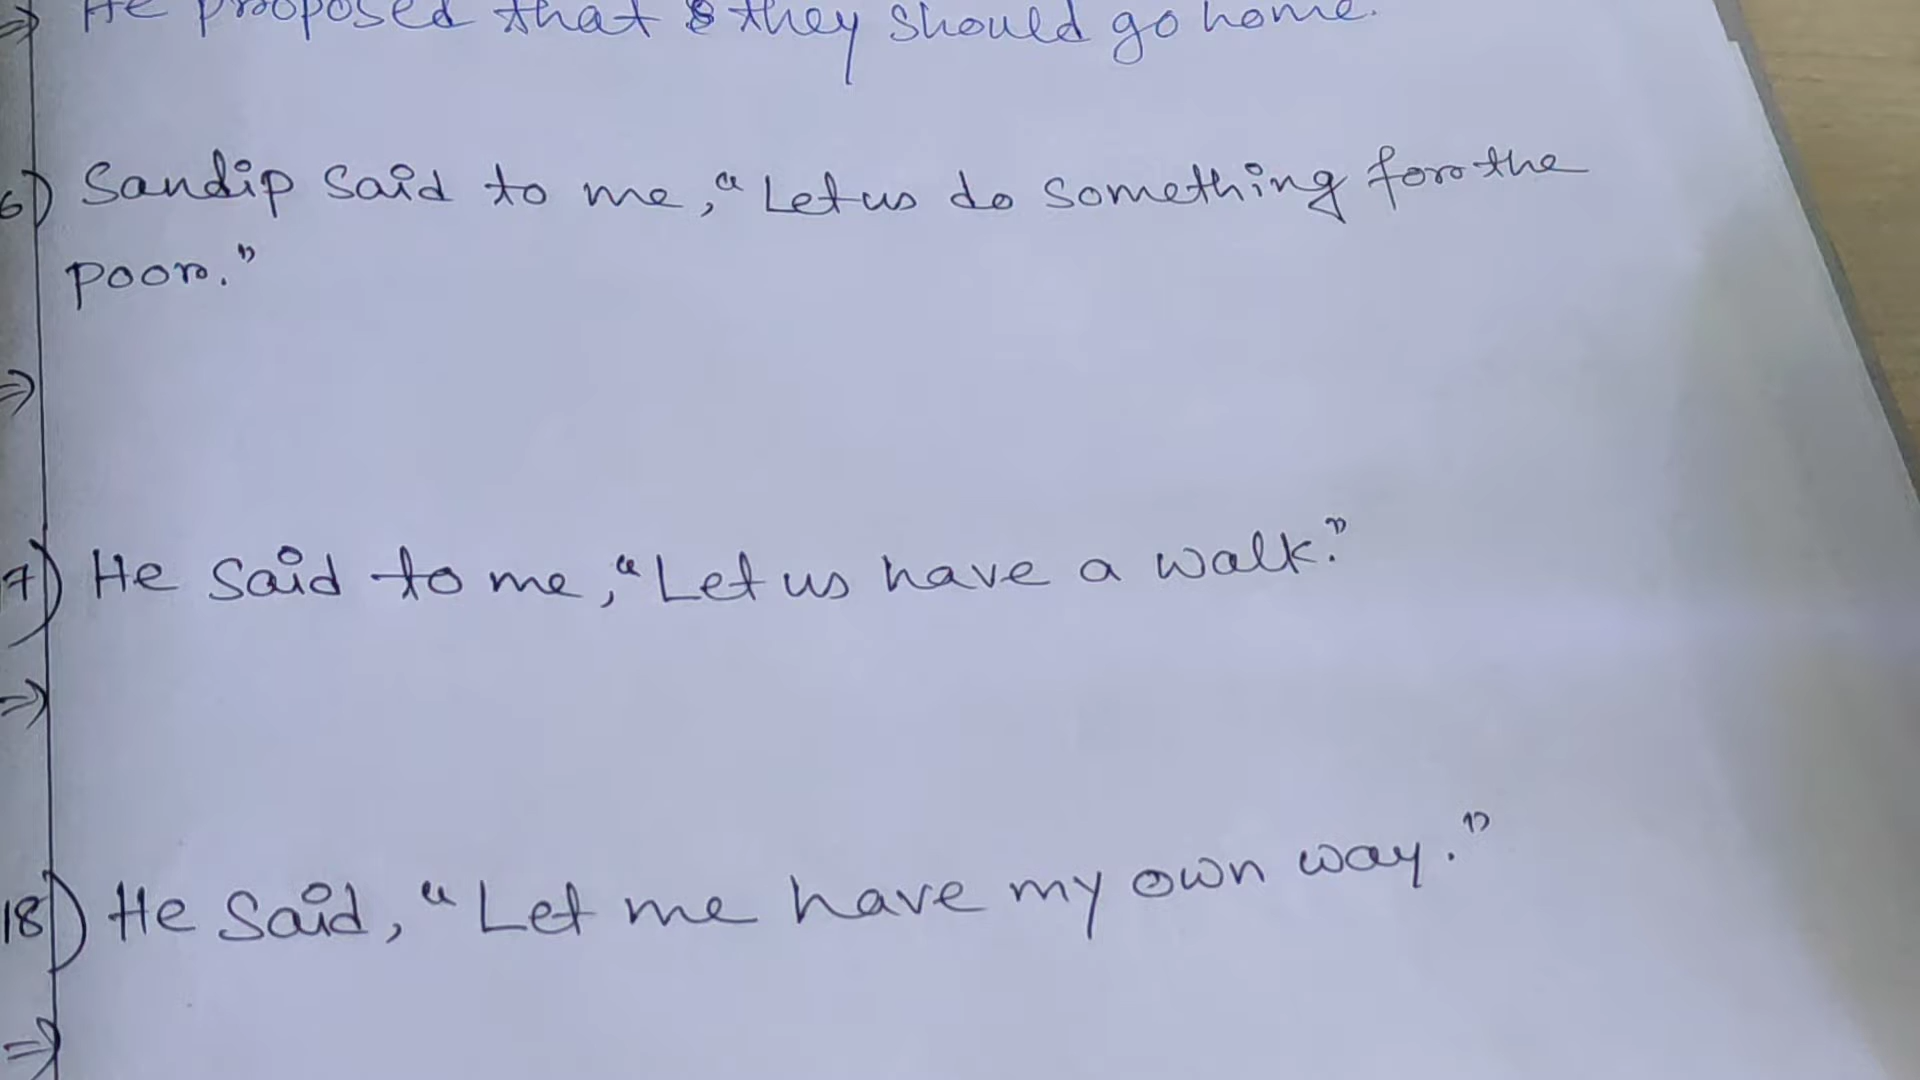 ⇒ He proposed that they should go home.
6) Sandip said to me, "Let us do something for the
poor."
⇒
7) He said to me, "Let us have a walk."
⇒
18) He said, "Let me have my own way."
⇒